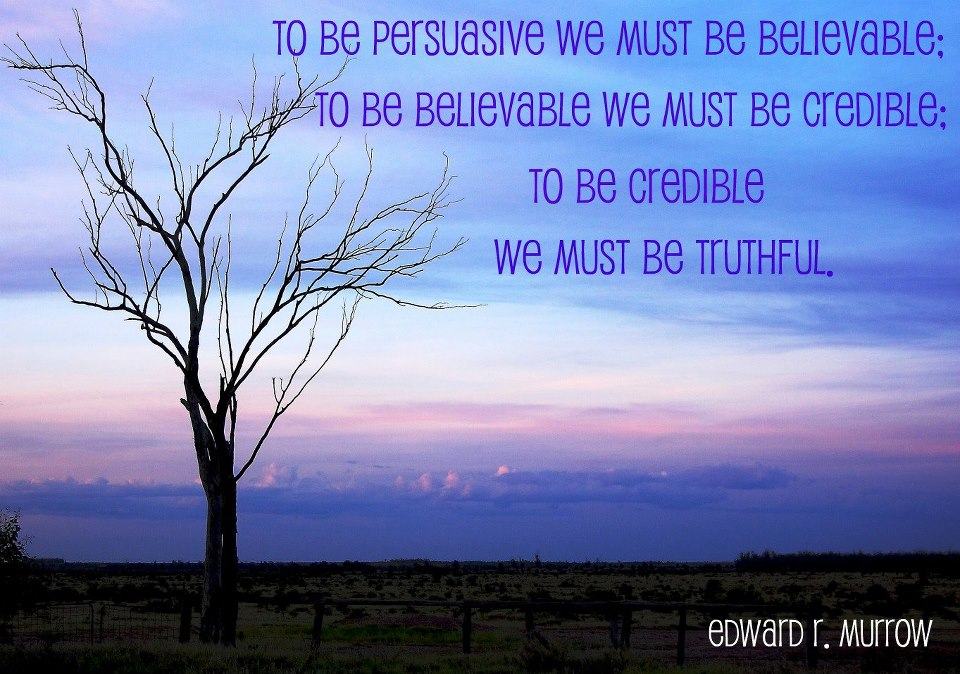 To be persuasive we must be believable;
to be believable we must be credible;
to be credible
we must be truthful.
Edward R. Murrow